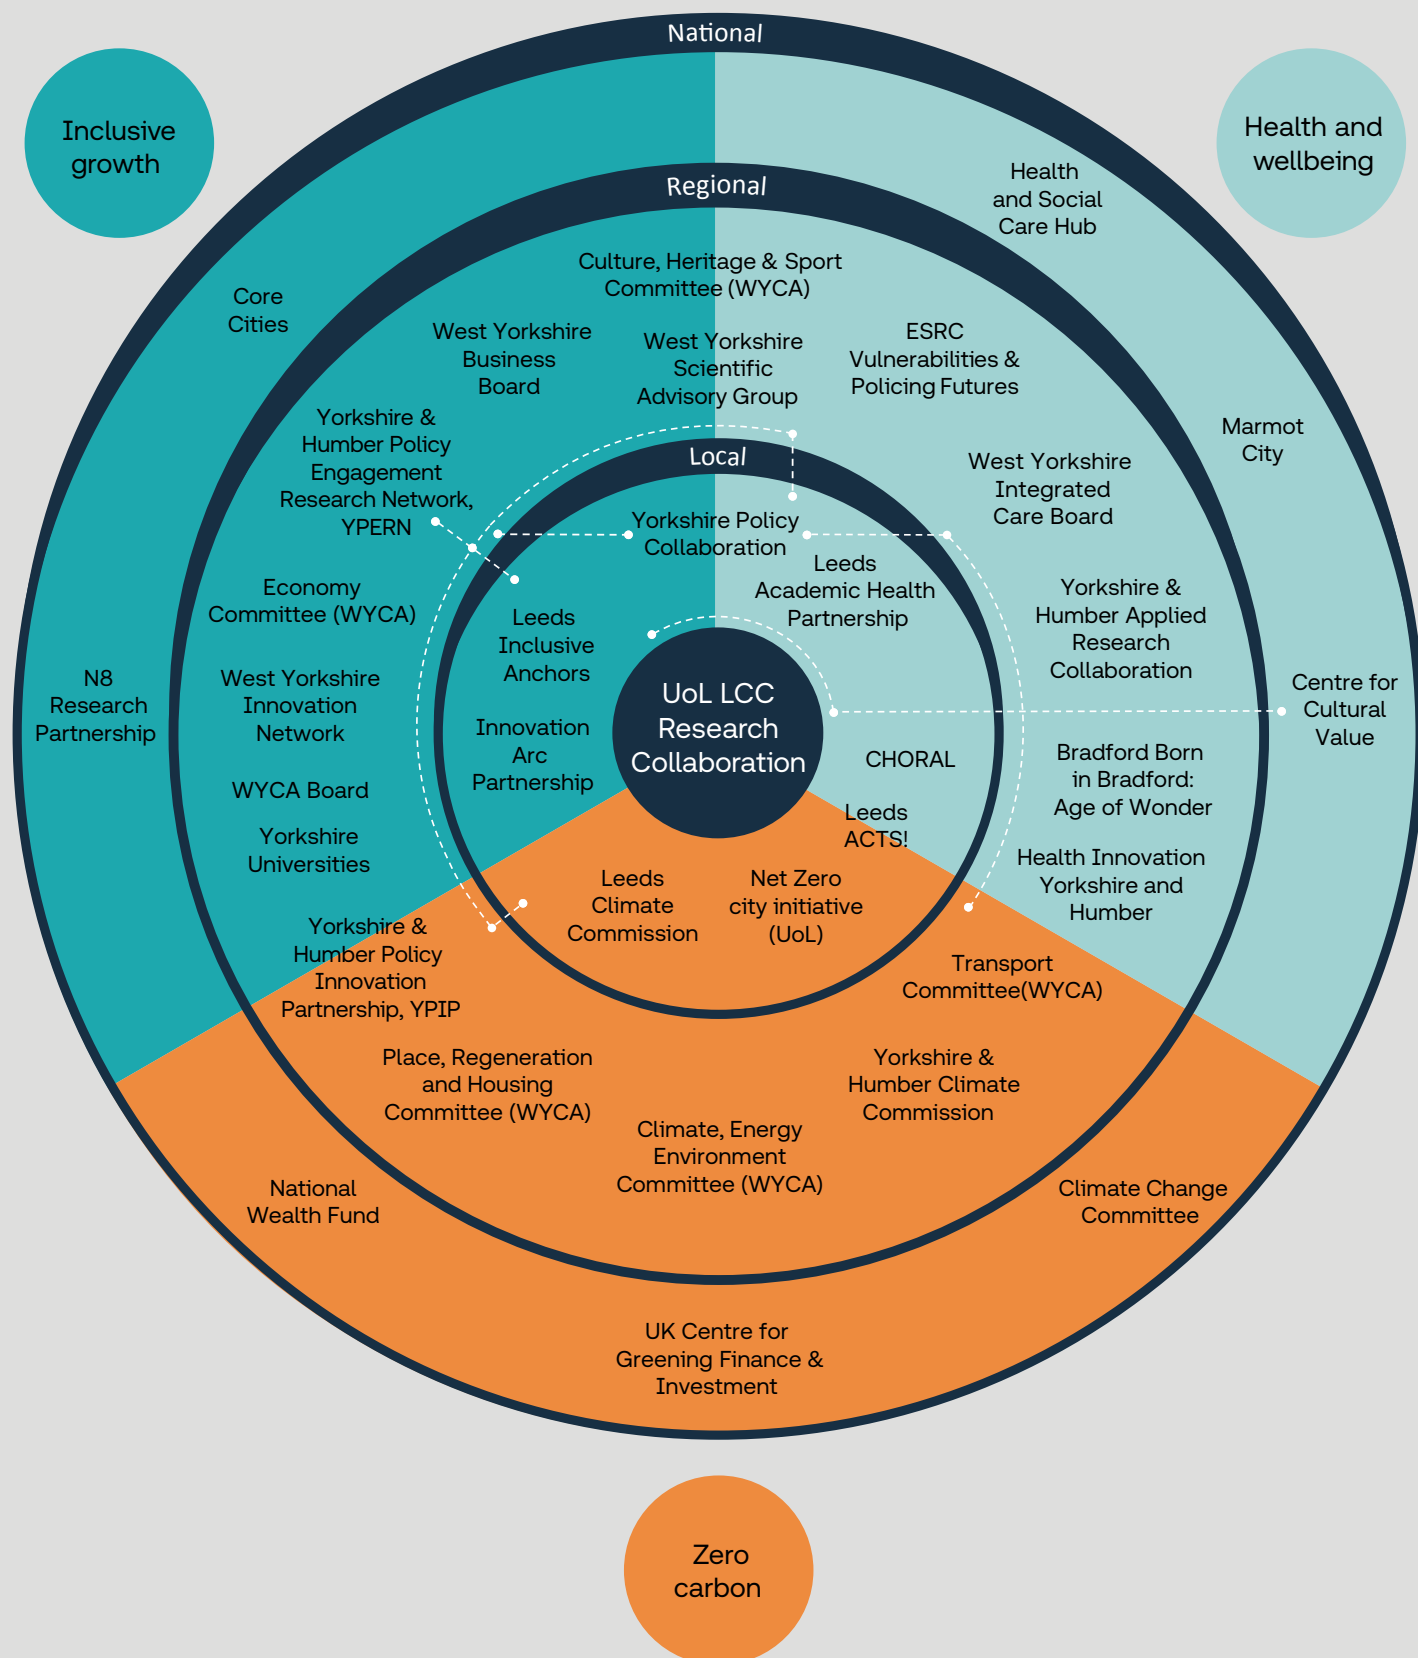 National
Inclusive
growth
Health and
wellbeing
Health
and Social
Care Hub
Regional
Culture, Heritage & Sport
Committee (WYCA)
Core
Cities
West Yorkshire
Business
Board
West Yorkshire
Scientific
Advisory Group
ESRC
Vulnerabilities &
Policing Futures
Yorkshire &
Humber Policy
Engagement
Research Network,
YPERN
Marmot
City
Local
West Yorkshire
Integrated
Care Board
Yorkshire Policy
Collaboration
Leeds
Academic Health
Partnership
Economy
Committee (WYCA)
Yorkshire &
Humber Applied
Research
Collaboration
Leeds
Inclusive
Anchors
N8
Research
Partnership
West Yorkshire
Innovation
Network
UoL LCC
Research
Collaboration
Centre for
Cultural
Value
Innovation
Arc
Partnership
CHORAL
Bradford Born
in Bradford:
Age of Wonder
WYCA Board
Leeds
ACTS!
Yorkshire
Universities
Health Innovation
Yorkshire and
Humber
Leeds
Climate
Commission
Net Zero
city initiative
(UoL)
Yorkshire &
Humber Policy
Innovation
Partnership, YPIP
Transport
Committee(WYCA)
Place, Regeneration
and Housing
Committee (WYCA)
Yorkshire &
Humber Climate
Commission
Climate, Energy
Environment
Committee (WYCA)
National
Wealth Fund
Climate Change
Committee
UK Centre for
Greening Finance &
Investment
Zero
carbon